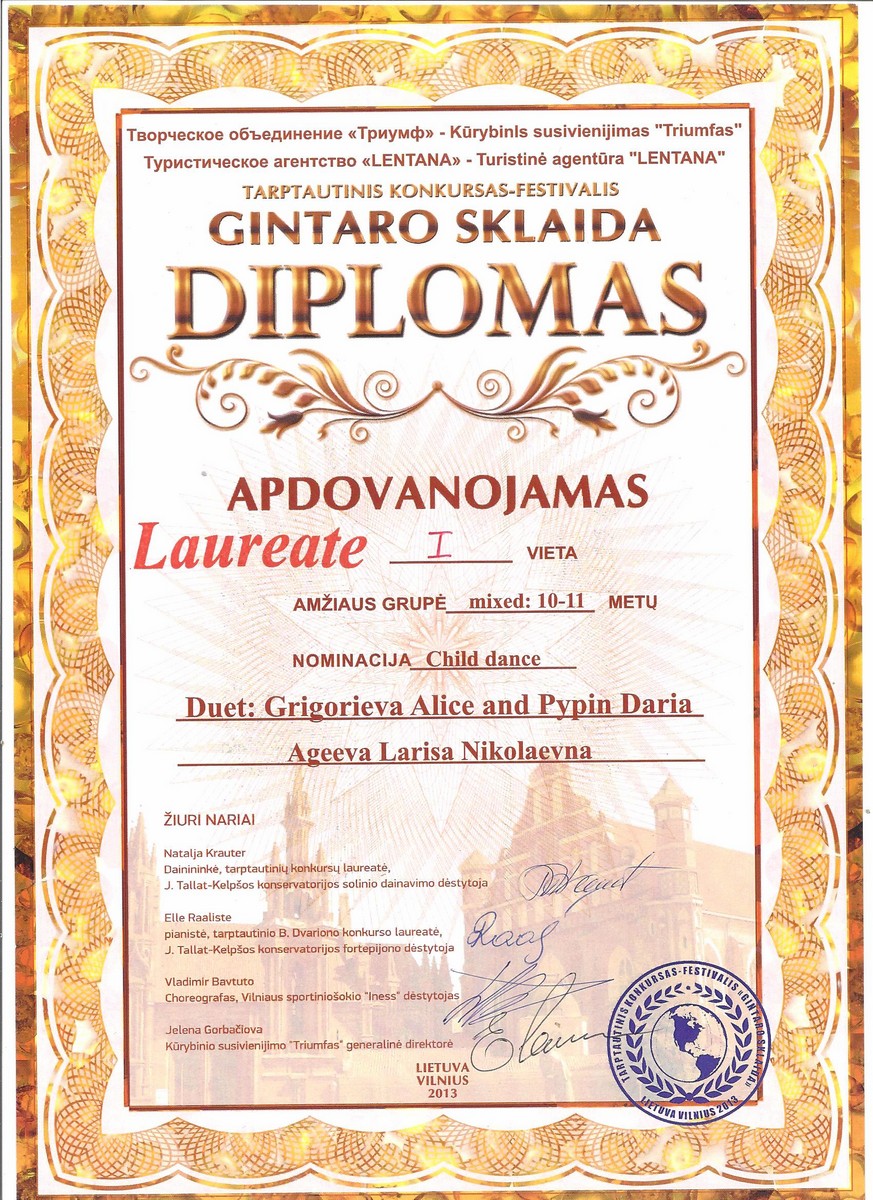 Творческое объединение «Триумф» - KūrybinIs susivienijimas "Triumfas"
Туристическое агентство «LENTANA» - Turistinė agentūra "LENTANA"
TARPTAUTINIS KONKURSAS-FESTIVALIS
GINTARO SKLAIDA
DIPLOMAS
APDOVANOJAMAS
Laureate I VIETA
AMŽIAUS GRUPĖ mixed: 10-11 METŲ
NOMINACIJA Child dance
Duet: Grigorieva Alice and Pypin Daria
Ageeva Larisa Nikolaevna
ŽIURI NARIAI
Natalja Krauter
Dainininkė, tarptautinių konkursų laureatė,
J. Tallat-Kelpšos konservatorijos solinio dainavimo dėstytoja
Elle Raaliste
pianistė, tarptautinio B. Dvariono konkurso laureatė,
J. Tallat-Kelpšos konservatorijos fortepijono dėstytoja
Vladimir Bavtuto
Choreografas, Vilniaus sportiniošokio "Iness" dėstytojas
Jelena Gorbačiova
Kūrybinio susivienijimo "Triumfas" generalinė direktorė
LIETUVA
VILNIUS
2013
TARPTAUTINIS KONKURSAS-FESTIVALIS «GINTARO SKLAIDA»
LIETUVA VILNIUS 2013